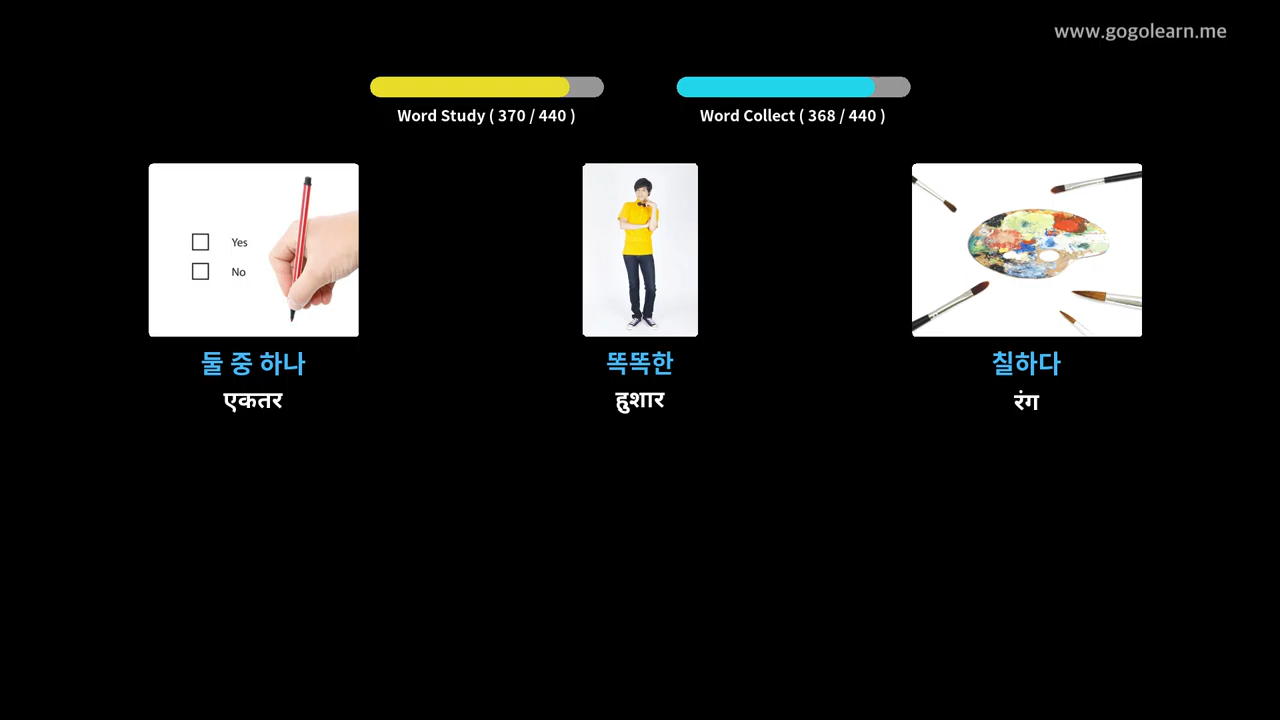 www.gogolearn.me
Word Study ( 370 / 440 )
Word Collect ( 368 / 440 )
Yes
No
둘 중 하나
똑똑한
칠하다
एकतर
हुशार
रंग